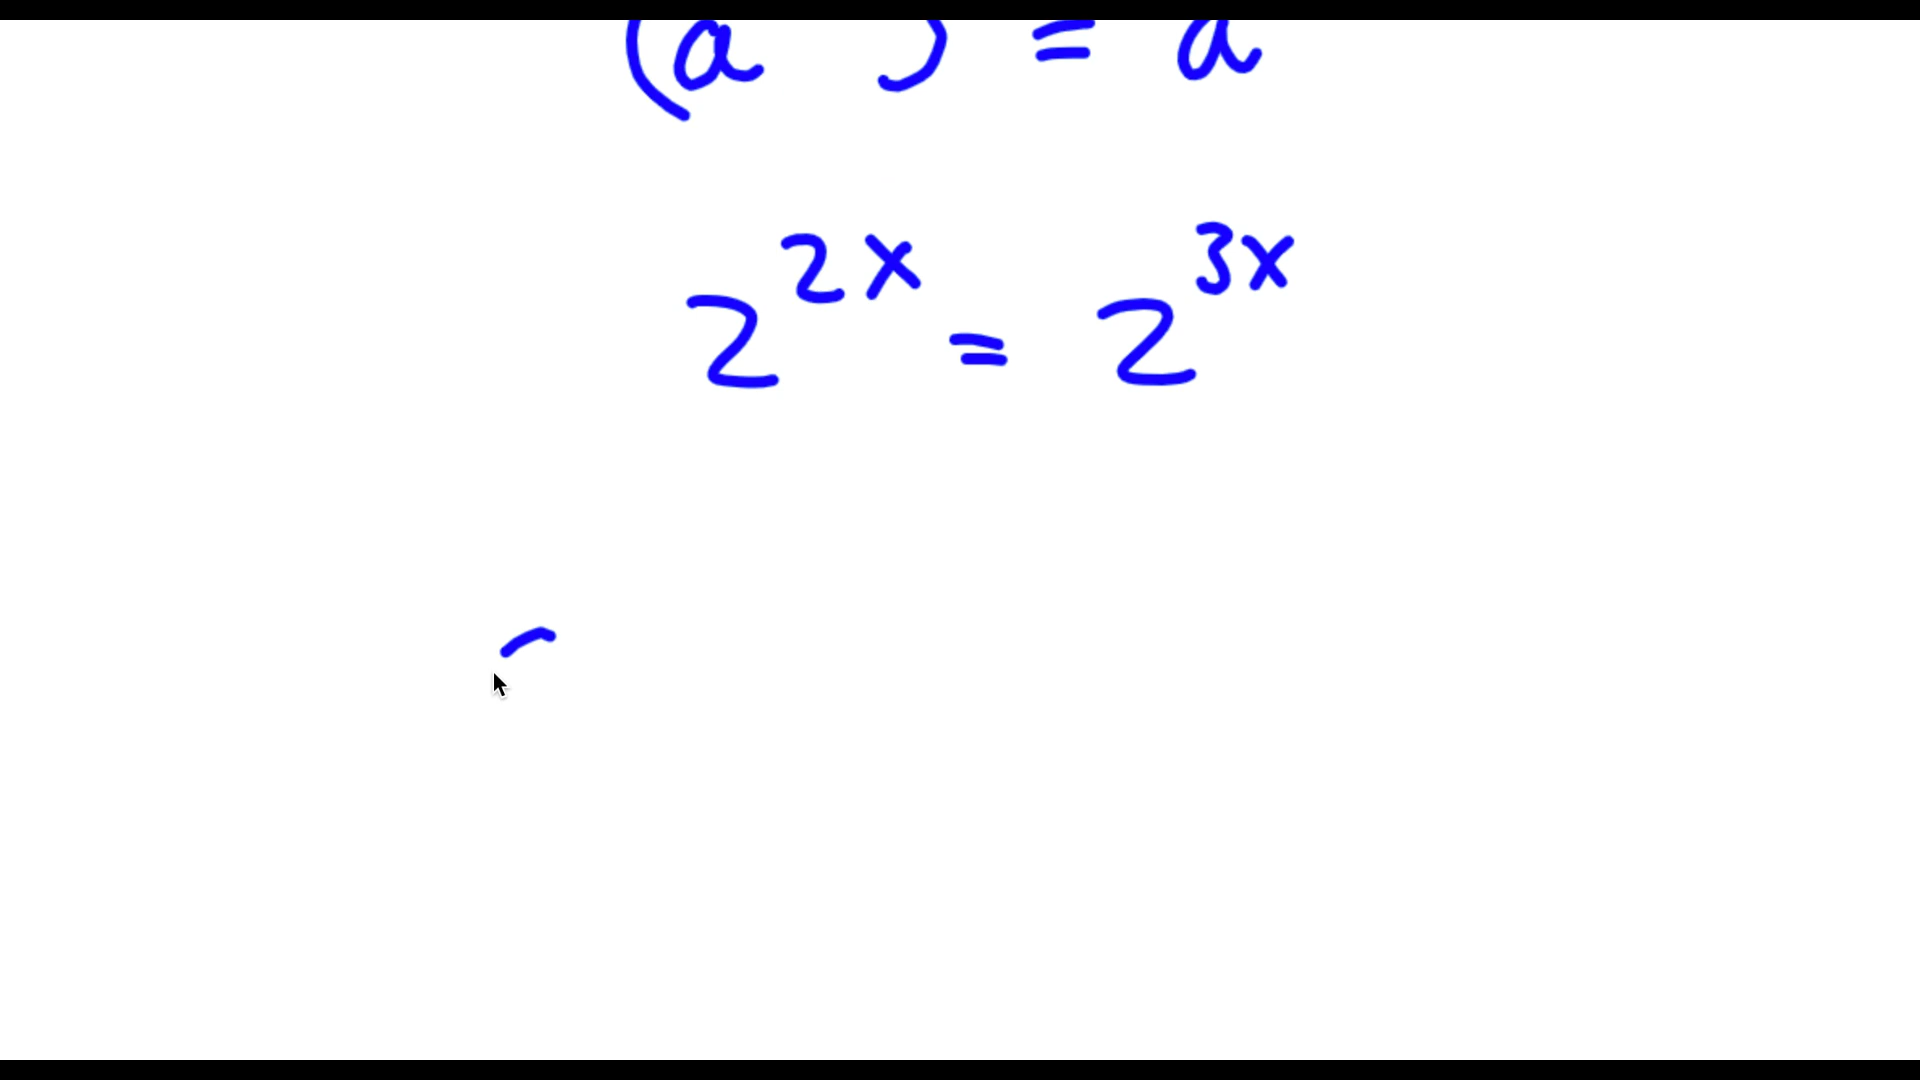 (a ) = a
2^{2x} = 2^{3x}